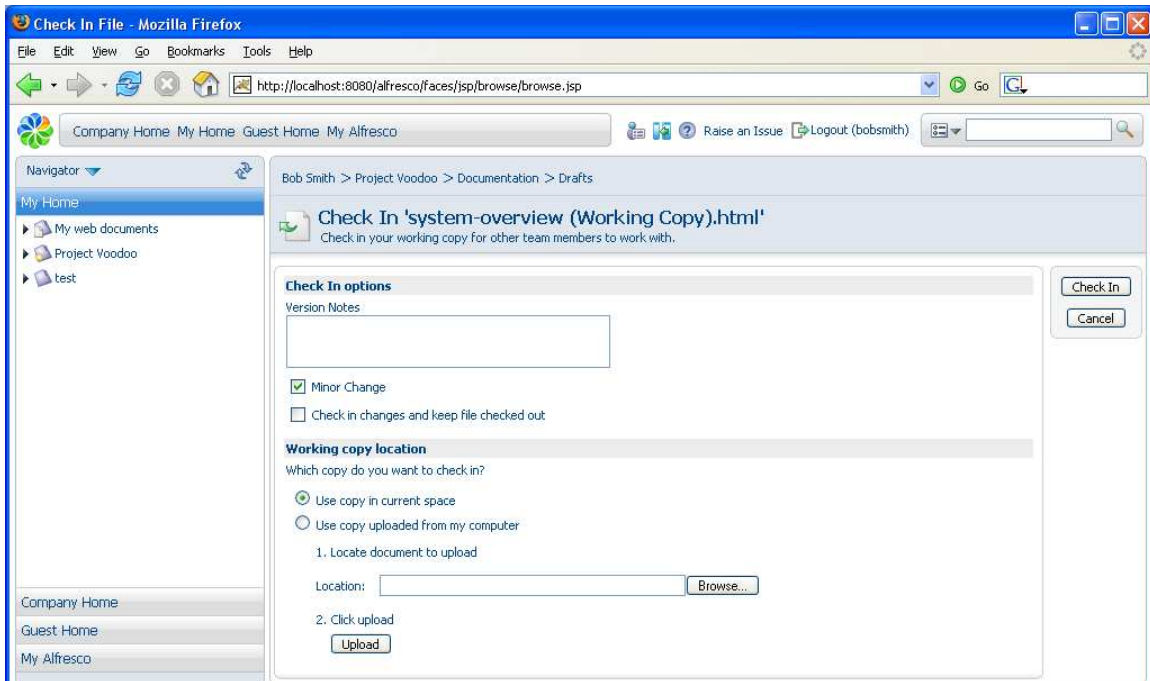 Check In File - Mozilla Firefox
File Edit View Go Bookmarks Tools Help
http://localhost:8080/alfresco/faces/jsp/browse/browse.jsp Go G
Company Home My Home Guest Home My Alfresco Raise an Issue Logout (bobsmith)
Navigator
My Home
My web documents
Project Voodoo
test
Company Home
Guest Home
My Alfresco
Bob Smith > Project Voodoo > Documentation > Drafts
Check In 'system-overview (Working Copy).html'
Check in your working copy for other team members to work with.
Check In options
Version Notes
Minor Change
Check in changes and keep file checked out
Working copy location
Which copy do you want to check in?
Use copy in current space
Use copy uploaded from my computer
1. Locate document to upload
Location: Browse...
2. Click upload
Upload
Check In
Cancel